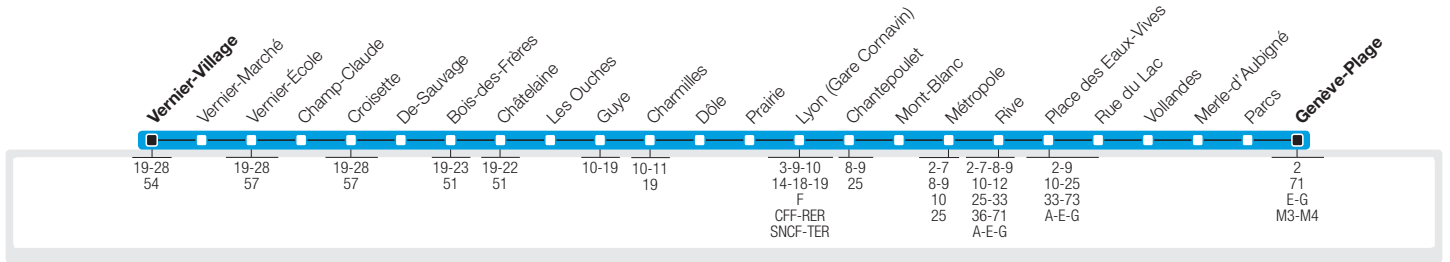 Vernier-Village
Vernier-Marché
Vernier-École
Champ-Claude
Croisette
De-Sauvage
Bois-des-Frères
Châtelaine
Les Ouches
Guye
Charmilles
Dôle
Prairie
Lyon (Gare Cornavin)
Chantepoulet
Mont-Blanc
Métropole
Rive
Place des Eaux-Vives
Rue du Lac
Vollandes
Merle-d'Aubigné
Parcs
Genève-Plage
19-28
54
19-28
57
19-28
57
19-23
51
19-22
51
10-19
10-11
19
3-9-10
14-18-19
F
CFF-RER
SNCF-TER
8-9
25
2-7
8-9
10
25
2-7-8-9
10-12
25-33
36-71
A-E-G
2-9
10-25
33-73
A-E-G
2
71
E-G
M3-M4